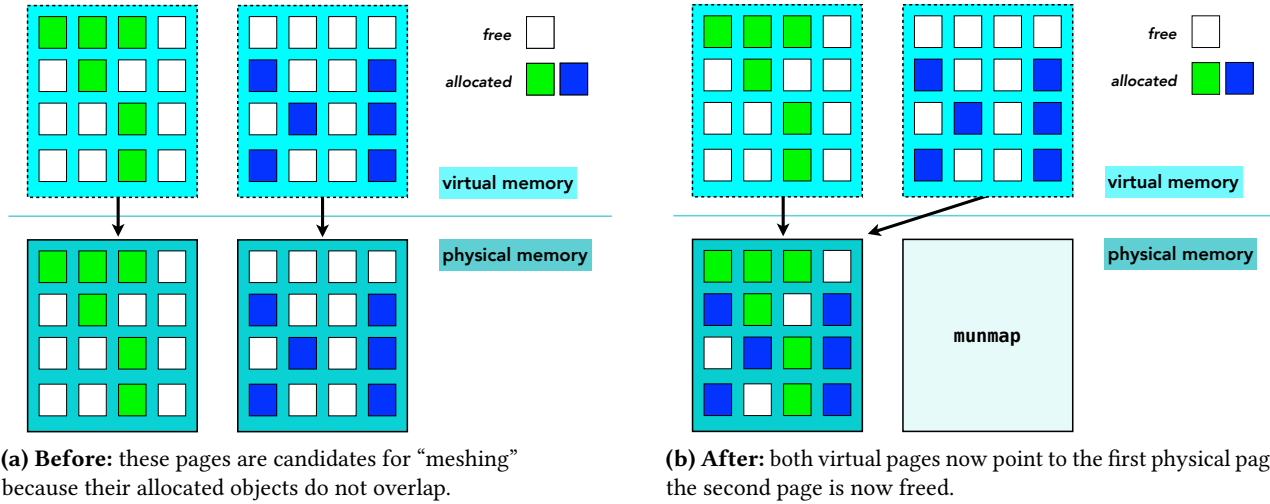 free
allocated
virtual memory
physical memory
(a) Before: these pages are candidates for “meshing”
because their allocated objects do not overlap.
free
allocated
virtual memory
physical memory
munmap
(b) After: both virtual pages now point to the first physical pag
the second page is now freed.